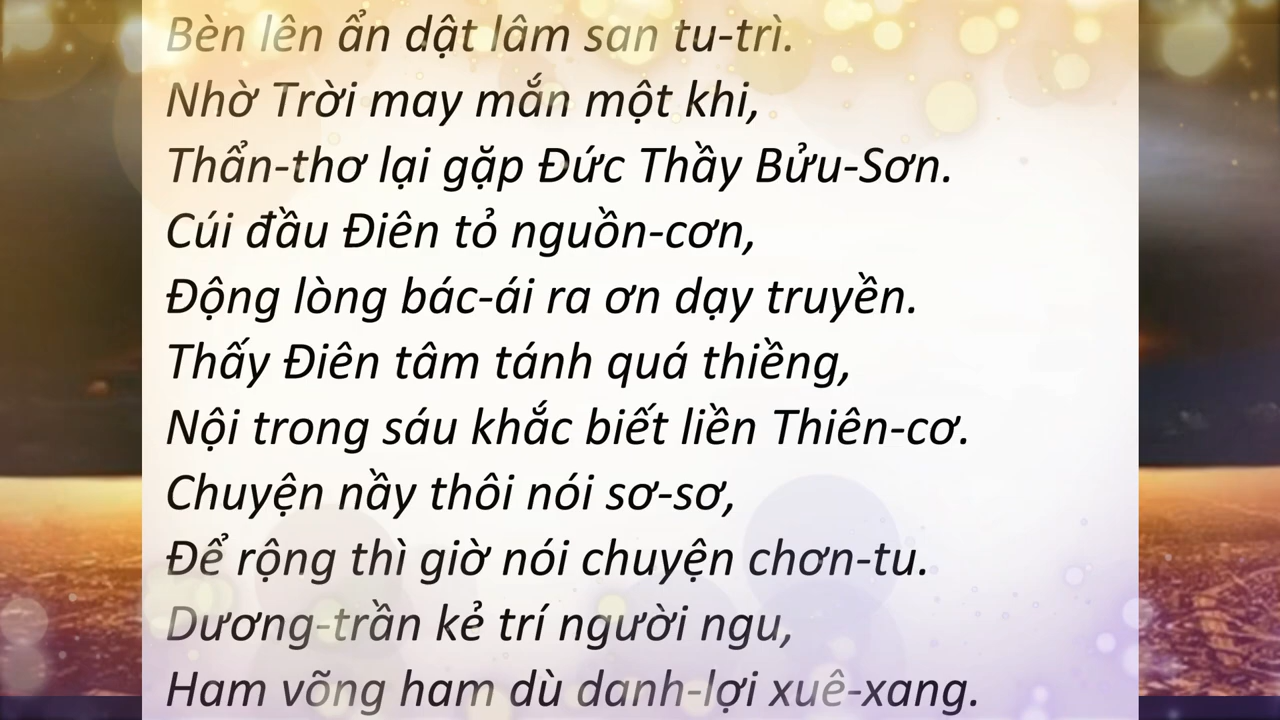 Bèn lên ẩn dật lâm san tu-trì.
Nhờ Trời may mắn một khi,
Thẩn-thơ lại gặp Đức Thầy Bửu-Sơn.
Cúi đầu Điên tỏ nguồn-cơn,
Động lòng bác-ái ra ơn dạy truyền.
Thấy Điên tâm tánh quá thiềng,
Nội trong sáu khắc biết liền Thiên-cơ.
Chuyện nầy thôi nói sơ-sơ,
Để rộng thì giờ nói chuyện chơn-tu.
Dương-trần kẻ trí người ngu,
Ham võng ham dù danh-lợi xuê-xang.